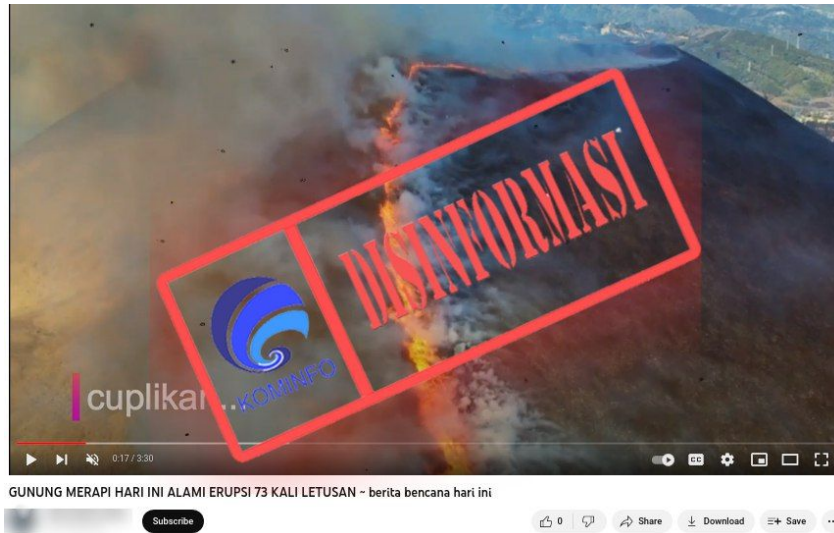 DISINFORMASI
KOMINFO
cuplikan...
0:17 / 3:30
CC
GUNUNG MERAPI HARI INI ALAMI ERUPSI 73 KALI LETUSAN ~ berita bencana hari ini
Subscribe
0
Share
Download
Save